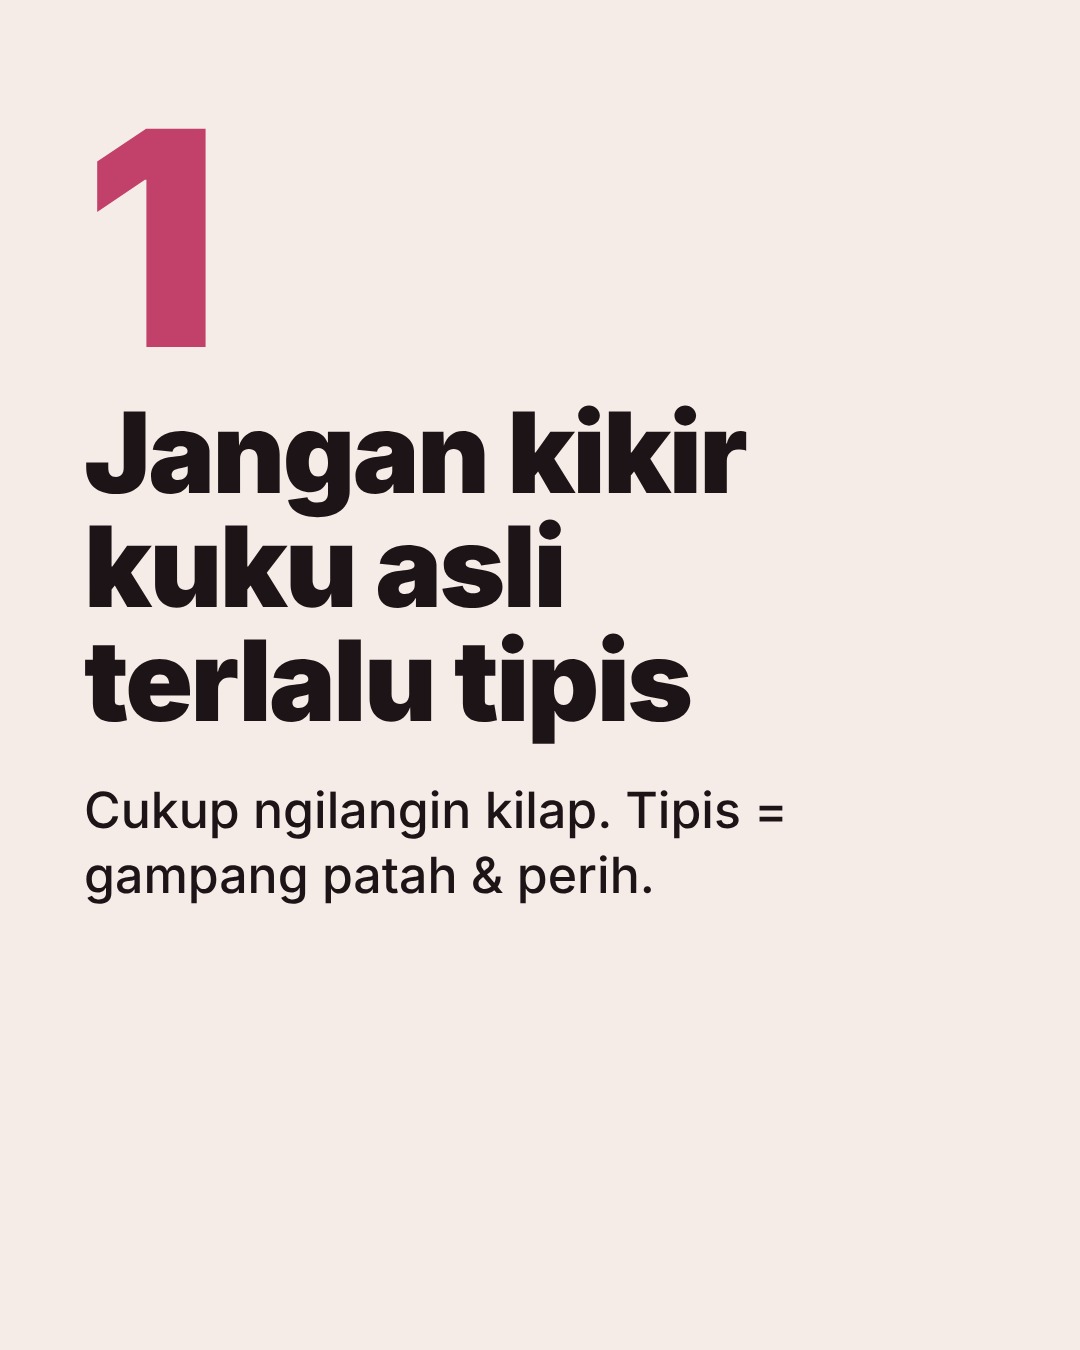 1
Jangan kikir
kuku asli
terlalu tipis
Cukup ngilangin kilap. Tipis =
gampang patah & perih.